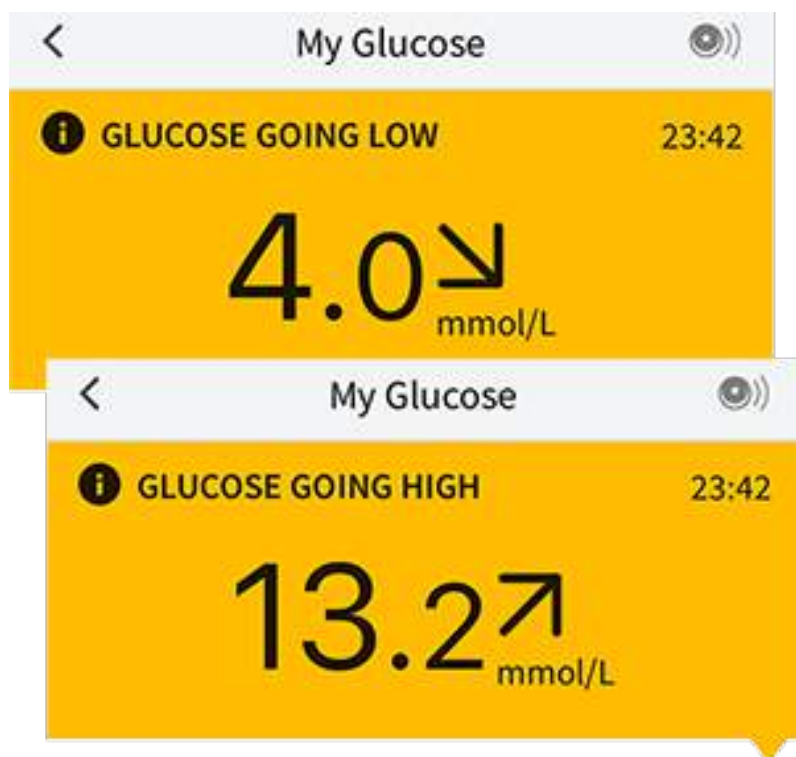 My Glucose
GLUCOSE GOING LOW 23:42
4.0 mmol/L
My Glucose
GLUCOSE GOING HIGH 23:42
13.2 mmol/L